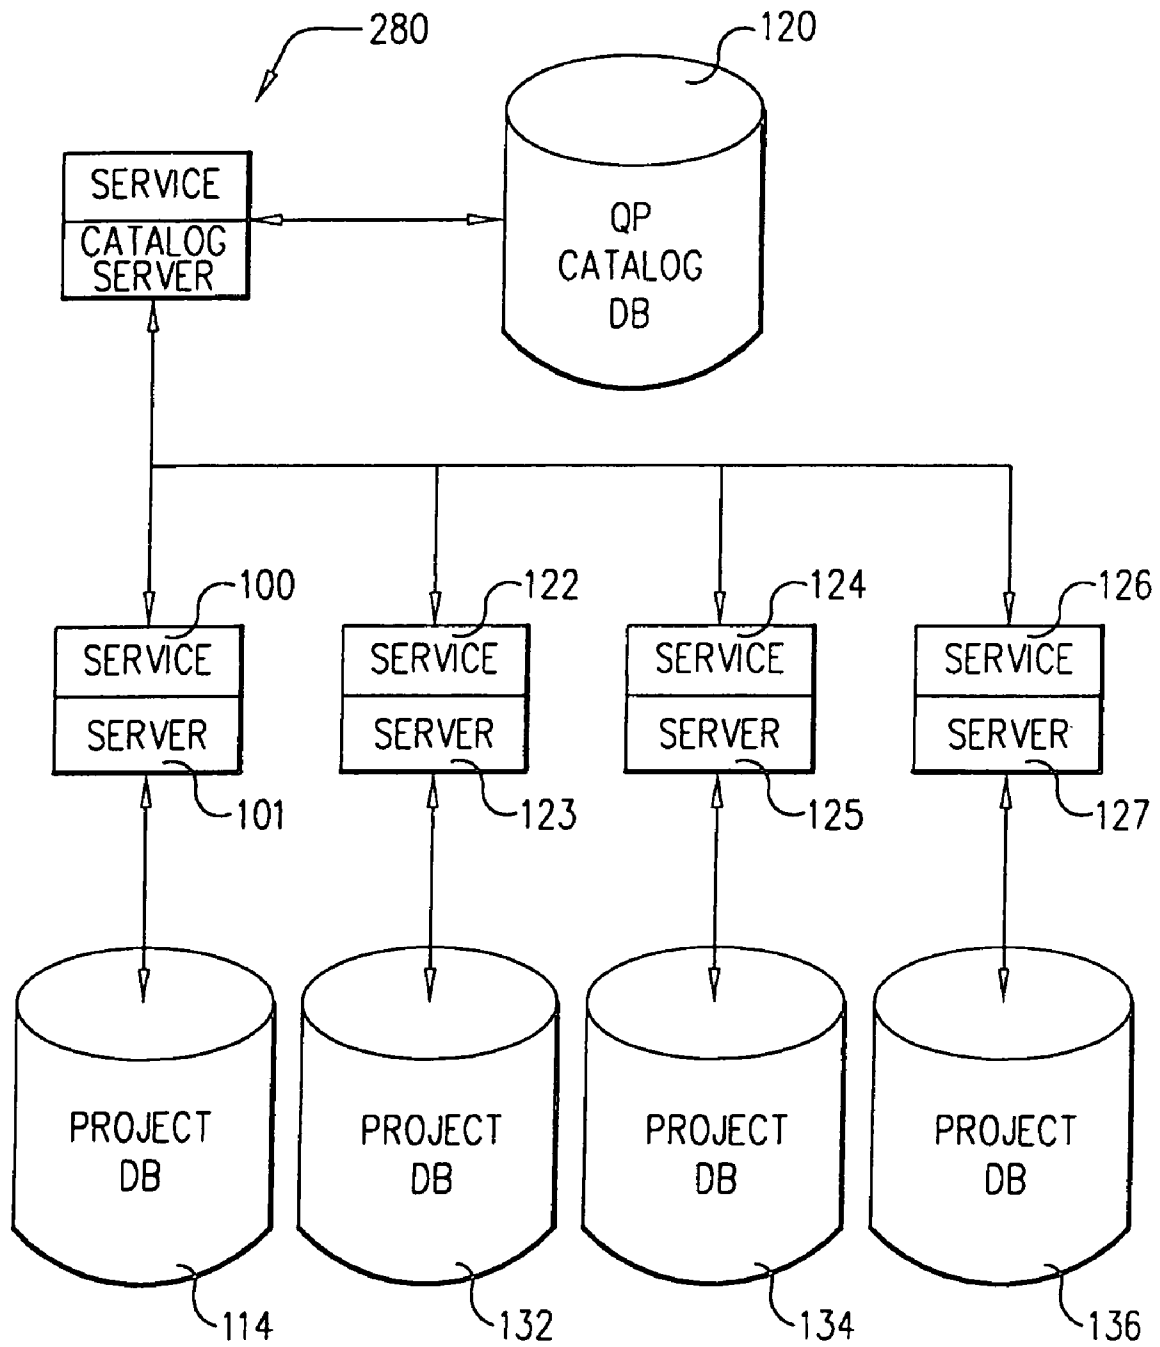 280
120
SERVICE
CATALOG
SERVER
QP
CATALOG
DB
100
122
124
126
SERVICE
SERVER
SERVICE
SERVER
SERVICE
SERVER
SERVICE
SERVER
101
123
125
127
PROJECT
DB
PROJECT
DB
PROJECT
DB
PROJECT
DB
114
132
134
136